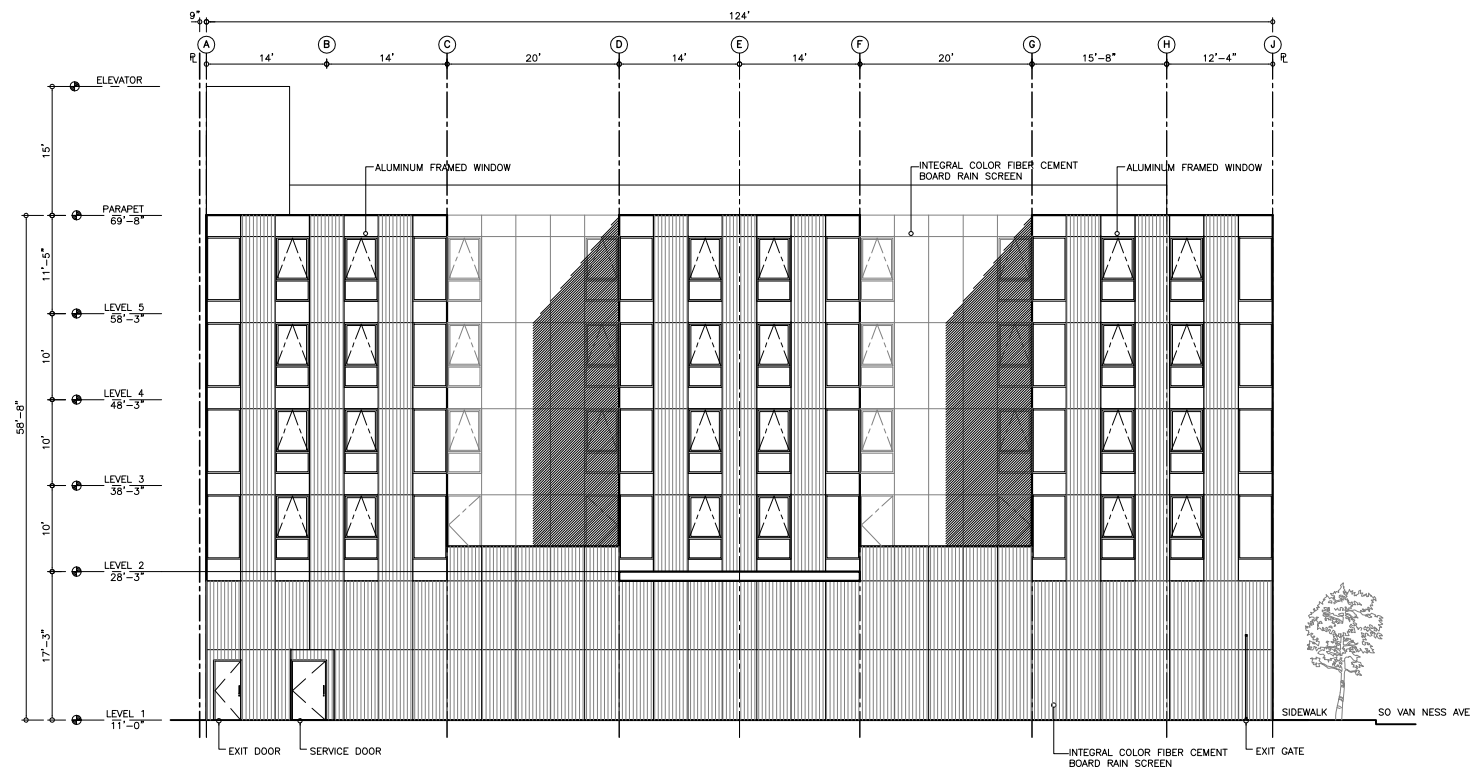 9"
124'
A
B
C
D
E
F
G
H
J
PL
14'
14'
20'
14'
14'
20'
15'-8"
12'-4"
PL
ELEVATOR
15'
ALUMINUM FRAMED WINDOW
INTEGRAL COLOR FIBER CEMENT
BOARD RAIN SCREEN
ALUMINUM FRAMED WINDOW
PARAPET
69'-8"
11'-5"
LEVEL 5
58'-3"
10'
LEVEL 4
48'-3"
58'-8"
10'
LEVEL 3
38'-3"
10'
LEVEL 2
28'-3"
17'-3"
LEVEL 1
11'-0"
SIDEWALK
SO VAN NESS AVE
EXIT DOOR
SERVICE DOOR
INTEGRAL COLOR FIBER CEMENT
BOARD RAIN SCREEN
EXIT GATE